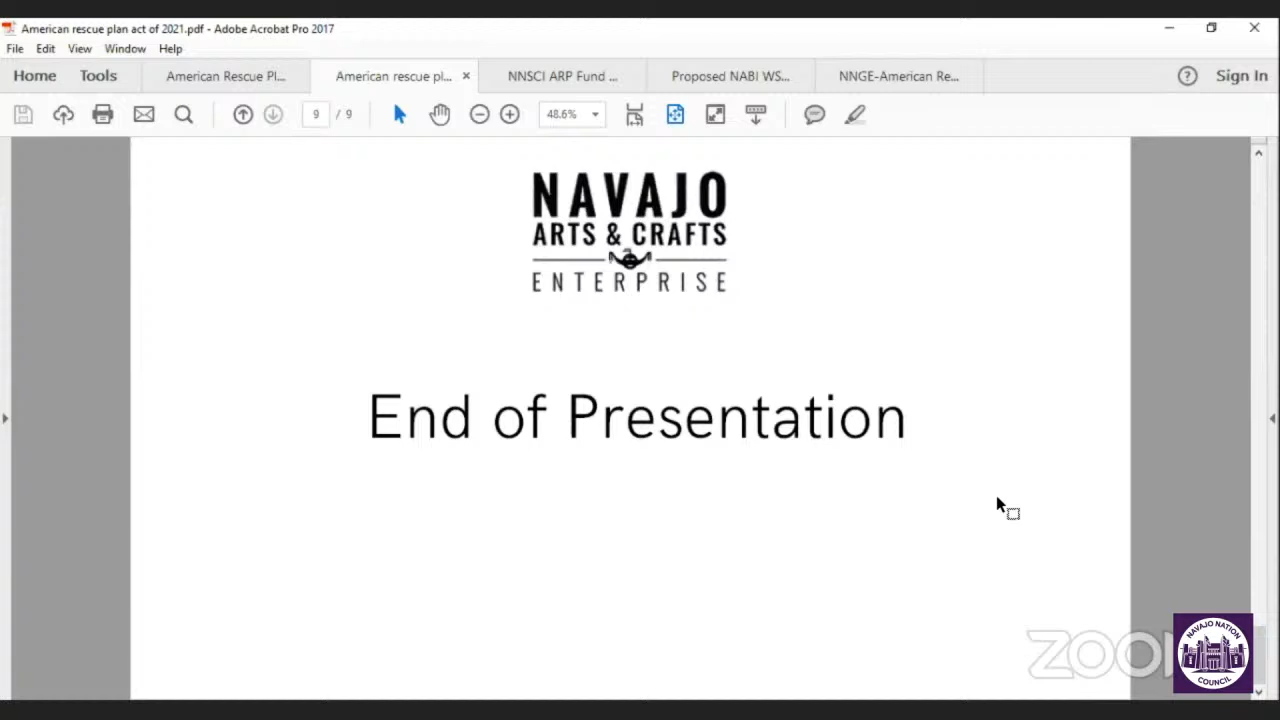 American rescue plan act of 2021.pdf - Adobe Acrobat Pro 2017
File Edit View Window Help
Home Tools American Rescue Pl... American rescue pl... × NNSCI ARP Fund ... Proposed NABI WS... NNGE-American Re... ? Sign In
9 / 9 48.6%
NAVAJO
ARTS & CRAFTS
ENTERPRISE
End of Presentation
ZOO
NAVAJO NATION
COUNCIL